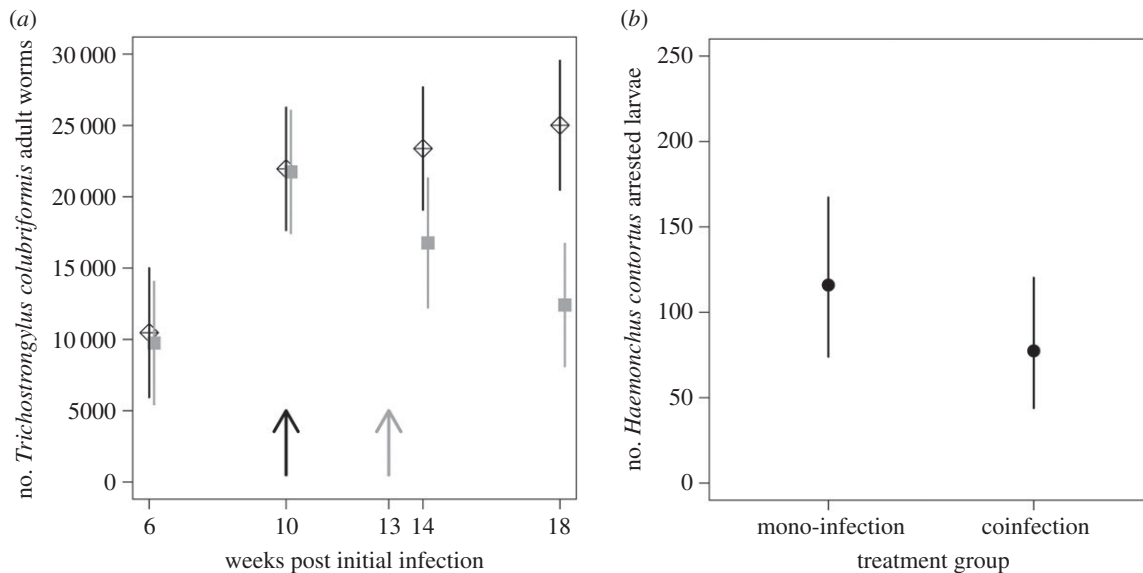 (a)
no. Trichostrongylus colubriformis adult worms
30 000
25 000
20 000
15 000
10 000
5000
0
6
10
13
14
18
weeks post initial infection
(b)
no. Haemonchus contortus arrested larvae
250
200
150
100
50
0
mono-infection
coinfection
treatment group